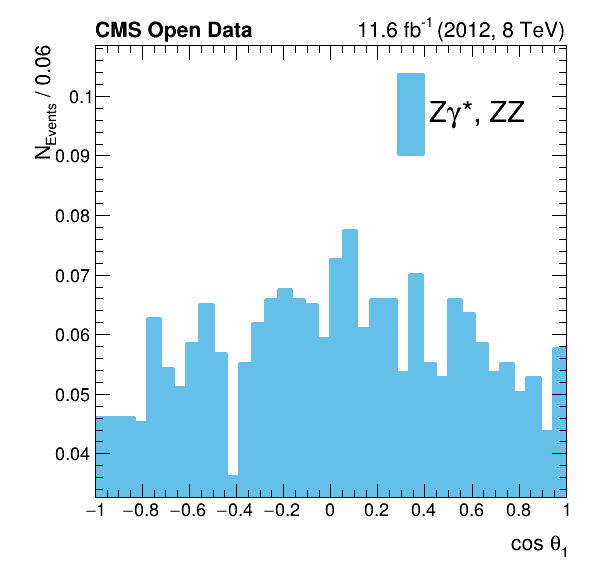 CMS Open Data
11.6 fb⁻¹ (2012, 8 TeV)
N_Events / 0.06
0.1
0.09
0.08
0.07
0.06
0.05
0.04
Zγ*, ZZ
−1 −0.8 −0.6 −0.4 −0.2 0 0.2 0.4 0.6 0.8 1
cos θ₁